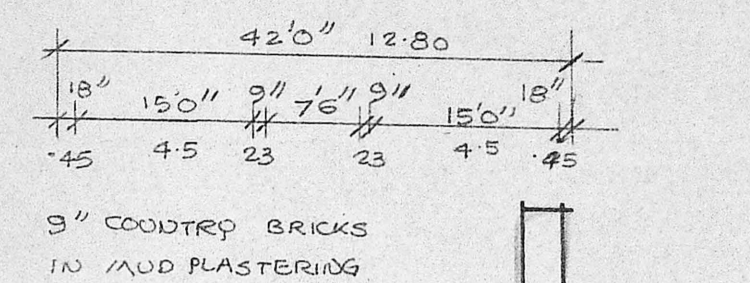 42'0" 12.80
18" 15'0" 9" 7'6" 9" 15'0" 18"
.45 4.5 23 23 4.5 .45
9" COUNTRY BRICKS
IN MUD PLASTERING